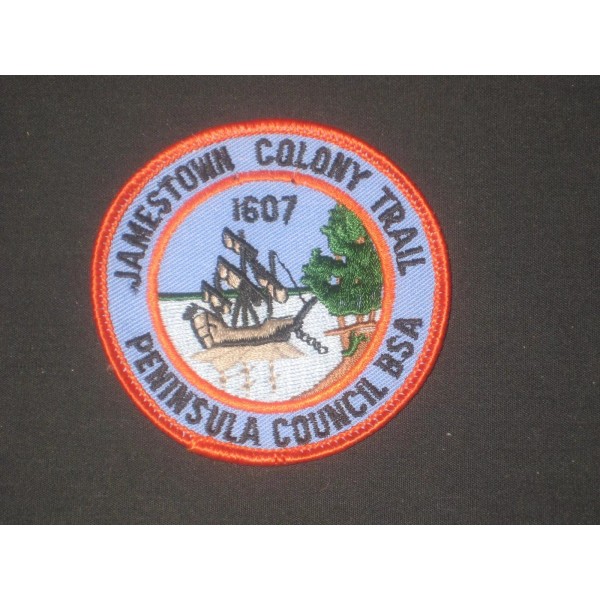 JAMESTOWN COLONY TRAIL
1607
PENINSULA COUNCIL BSA